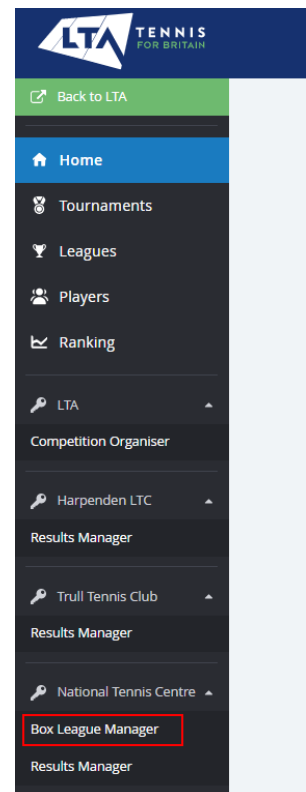 LTA TENNIS
FOR BRITAIN
Back to LTA
Home
Tournaments
Leagues
Players
Ranking
LTA
Competition Organiser
Harpenden LTC
Results Manager
Trull Tennis Club
Results Manager
National Tennis Centre
Box League Manager
Results Manager